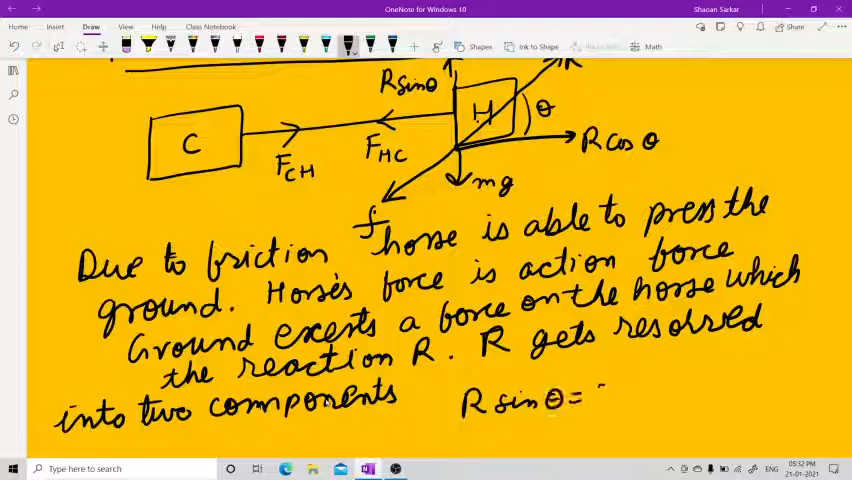 OneNote for Windows 10
Shaoan Sarkar
Home Insert Draw View Help Class Notebook
Share
Shapes Ink to Shape Math
R sinθ
H θ
C
R cos θ
F_CH F_HC
mg
f
Due to friction horse is able to press the
ground. Horse's force is action force
Ground exerts a force on the horse which
the reaction R. R gets resolved
into two components R sin θ =
Type here to search
ENG
05:32 PM
21-01-2021